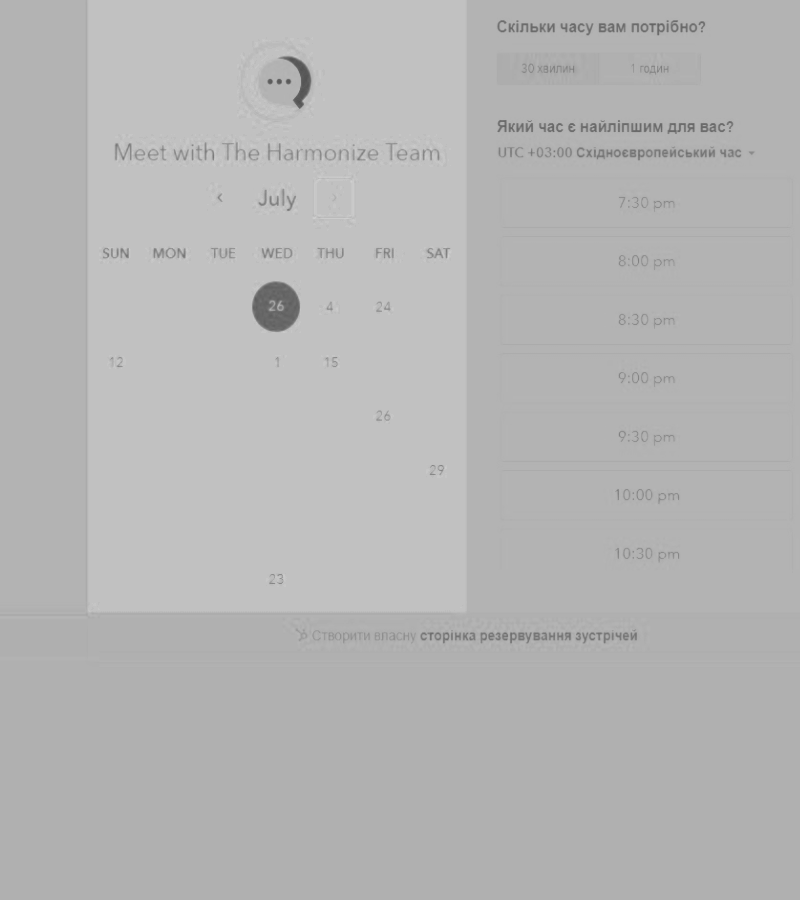 Meet with The Harmonize Team
July
SUN MON TUE WED THU FRI SAT
26 4 24
12 1 15
26
29
23
Скільки часу вам потрібно?
30 хвилин 1 годин
Який час є найліпшим для вас?
UTC +03:00 Східноєвропейський час
7:30 pm
8:00 pm
8:30 pm
9:00 pm
9:30 pm
10:00 pm
10:30 pm
Створити власну сторінка резервування зустрічей